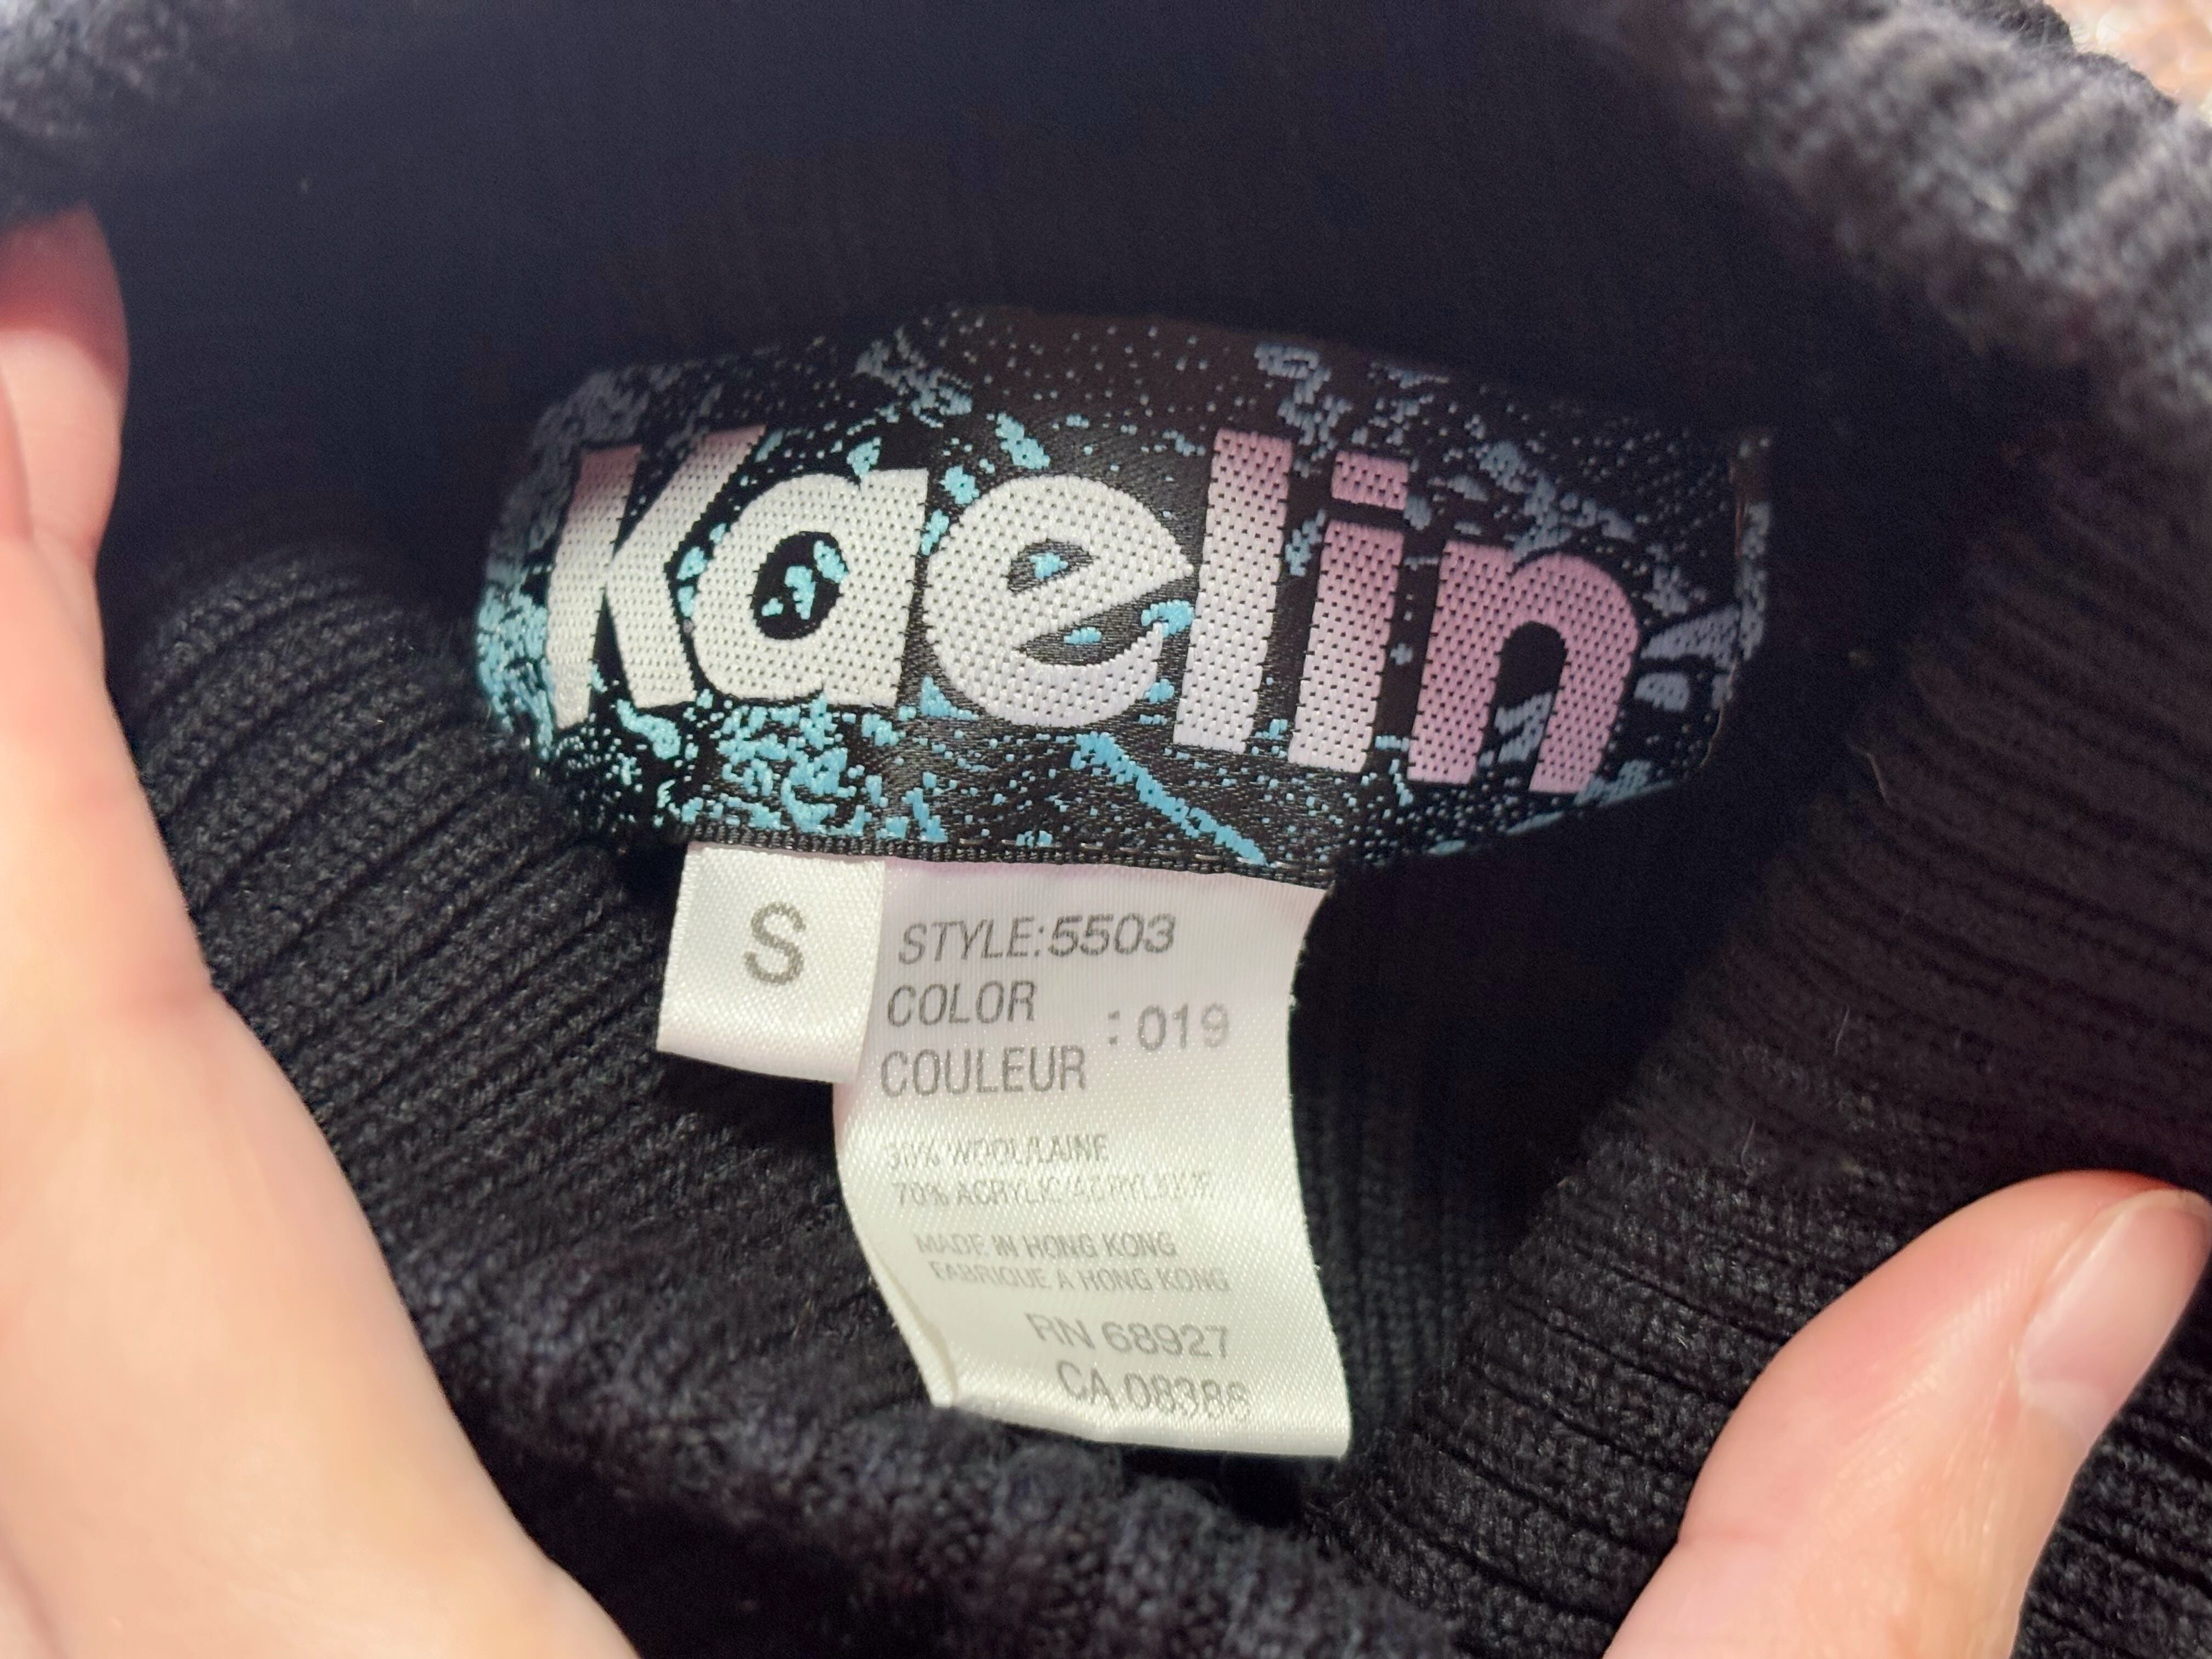 Kaelin
S
STYLE:5503
COLOR
: 019
COULEUR
30% WOOL/LAINE
70% ACRYLIC/ACRYLIQUE
MADE IN HONG KONG
FABRIQUE A HONG KONG
RN 68927
CA 08386